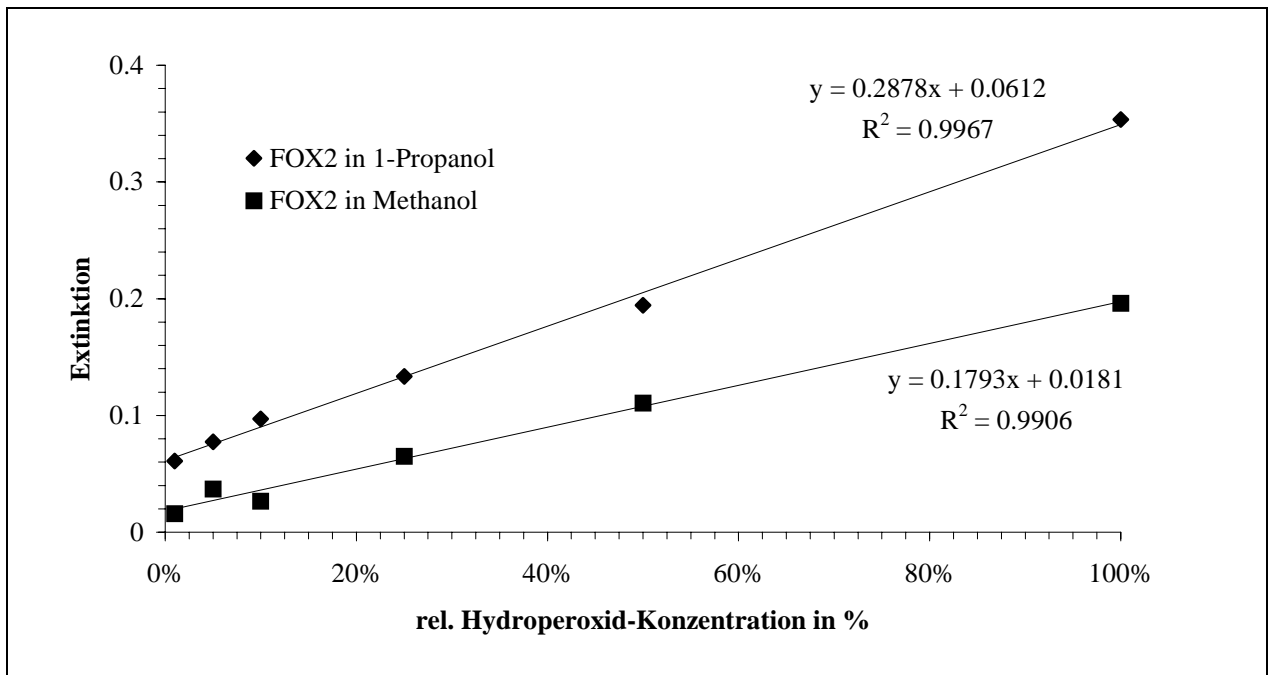 0.4
0.3
0.2
0.1
0
Extinktion
FOX2 in 1-Propanol
FOX2 in Methanol
y = 0.2878x + 0.0612
R² = 0.9967
y = 0.1793x + 0.0181
R² = 0.9906
0% 20% 40% 60% 80% 100%
rel. Hydroperoxid-Konzentration in %